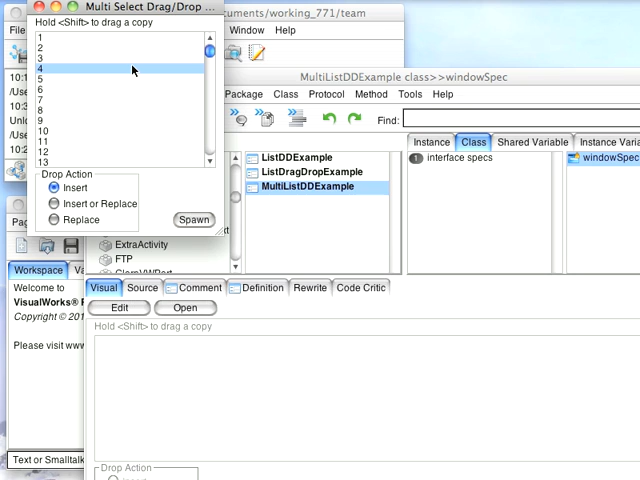 Multi Select Drag/Drop ...
Hold <Shift> to drag a copy
1
2
3
4
5
6
7
8
9
10
11
12
13
Drop Action
Insert
Insert or Replace
Replace
Spawn
cuments/working_771/team
File
Window Help
10:1
/Use
10:3
Unlo
/Use
10:2
MultiListDDExample class>>windowSpec
Package Class Protocol Method Tools Help
Find:
ListDDExample
ListDragDropExample
MultiListDDExample
Instance Class Shared Variable Instance Varia
interface specs
windowSpec
ExtraActivity
FTP
Visual Source Comment Definition Rewrite Code Critic
Edit Open
Hold <Shift> to drag a copy
Drop Action
Pag
Workspace Va
Welcome to
VisualWorks® P
Copyright © 201
Please visit www
Text or Smalltalk